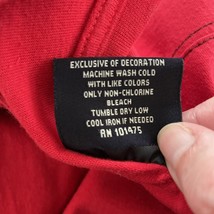 EXCLUSIVE OF DECORATION
MACHINE WASH COLD
WITH LIKE COLORS
ONLY NON-CHLORINE
BLEACH
TUMBLE DRY LOW
COOL IRON IF NEEDED
RN 101475